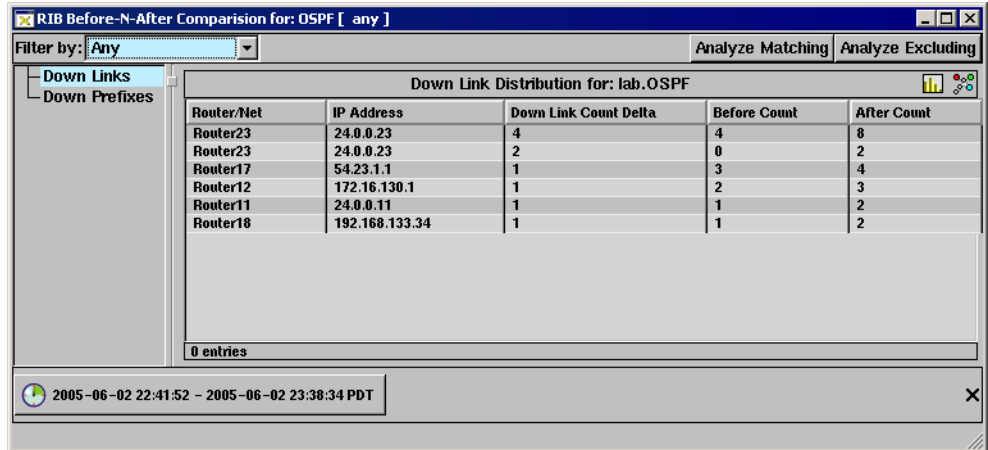 RIB Before-N-After Comparision for: OSPF [ any ]
Filter by: Any Analyze Matching Analyze Excluding
Down Links
Down Prefixes
Down Link Distribution for: lab.OSPF
Router/Net IP Address Down Link Count Delta Before Count After Count
Router23 24.0.0.23 4 4 8
Router23 24.0.0.23 2 0 2
Router17 54.23.1.1 1 3 4
Router12 172.16.130.1 1 2 3
Router11 24.0.0.11 1 1 2
Router18 192.168.133.34 1 1 2
0 entries
2005-06-02 22:41:52 - 2005-06-02 23:38:34 PDT